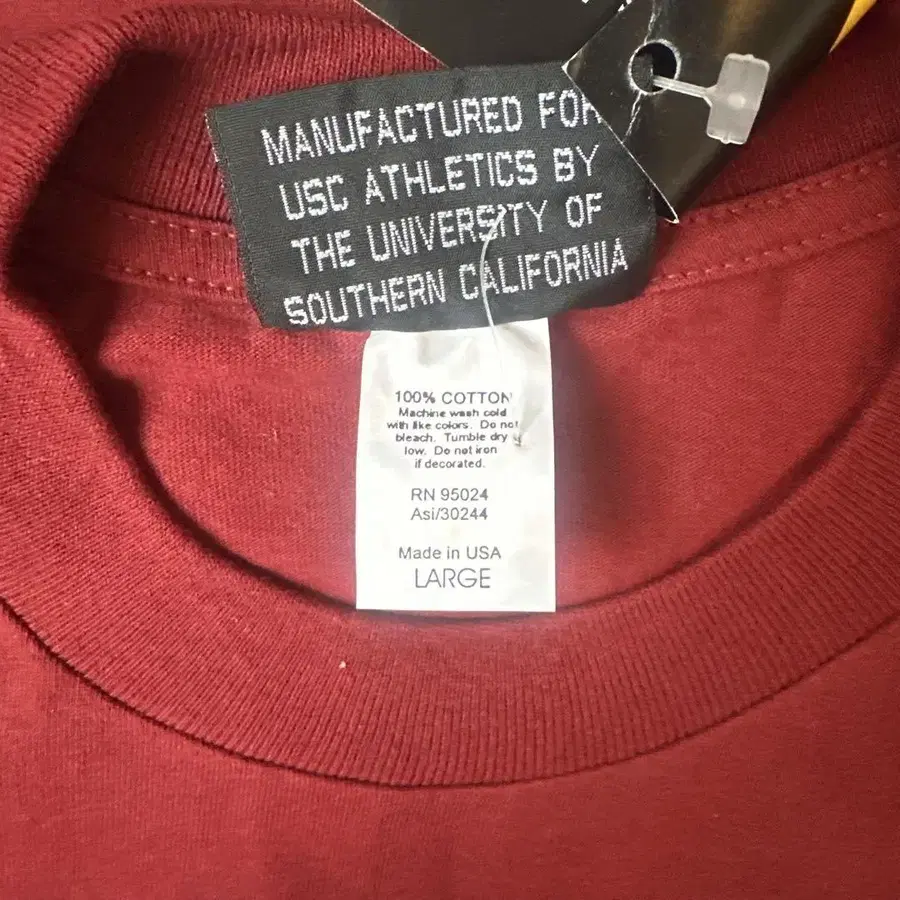 MANUFACTURED FOR
USC ATHLETICS BY
THE UNIVERSITY OF
SOUTHERN CALIFORNIA
100% COTTON
Machine wash cold
with like colors. Do not
bleach. Tumble dry
low. Do not iron
if decorated.
RN 95024
Asi/30244
Made in USA
LARGE